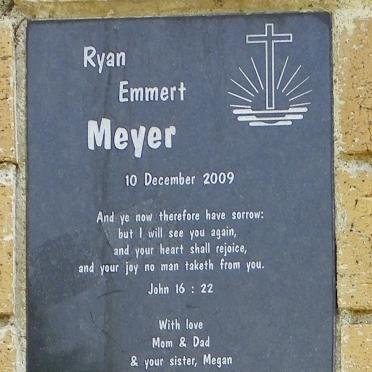 Ryan
Emmert
Meyer
10 December 2009
And ye now therefore have sorrow:
but I will see you again,
and your heart shall rejoice,
and your joy no man taketh from you.
John 16 : 22
With love
Mom & Dad
& your sister, Megan